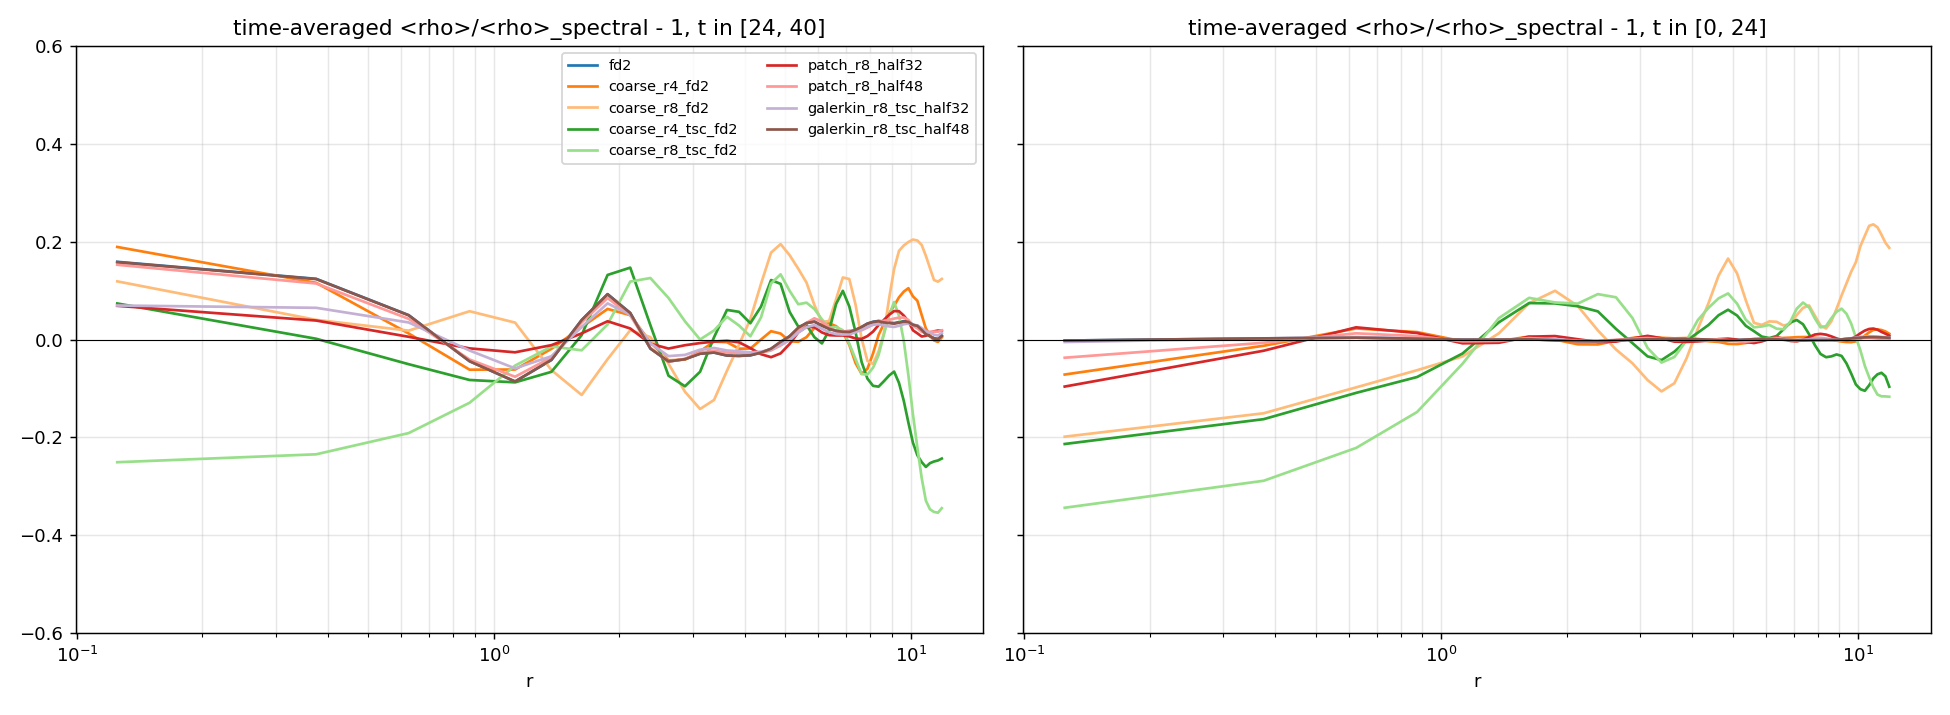 time-averaged <rho>/<rho>_spectral - 1, t in [24, 40]
time-averaged <rho>/<rho>_spectral - 1, t in [0, 24]
fd2
coarse_r4_fd2
coarse_r8_fd2
coarse_r4_tsc_fd2
coarse_r8_tsc_fd2
patch_r8_half32
patch_r8_half48
galerkin_r8_tsc_half32
galerkin_r8_tsc_half48
0.6
0.4
0.2
0.0
−0.2
−0.4
−0.6
10⁻¹
10⁰
10¹
r
10⁻¹
10⁰
10¹
r